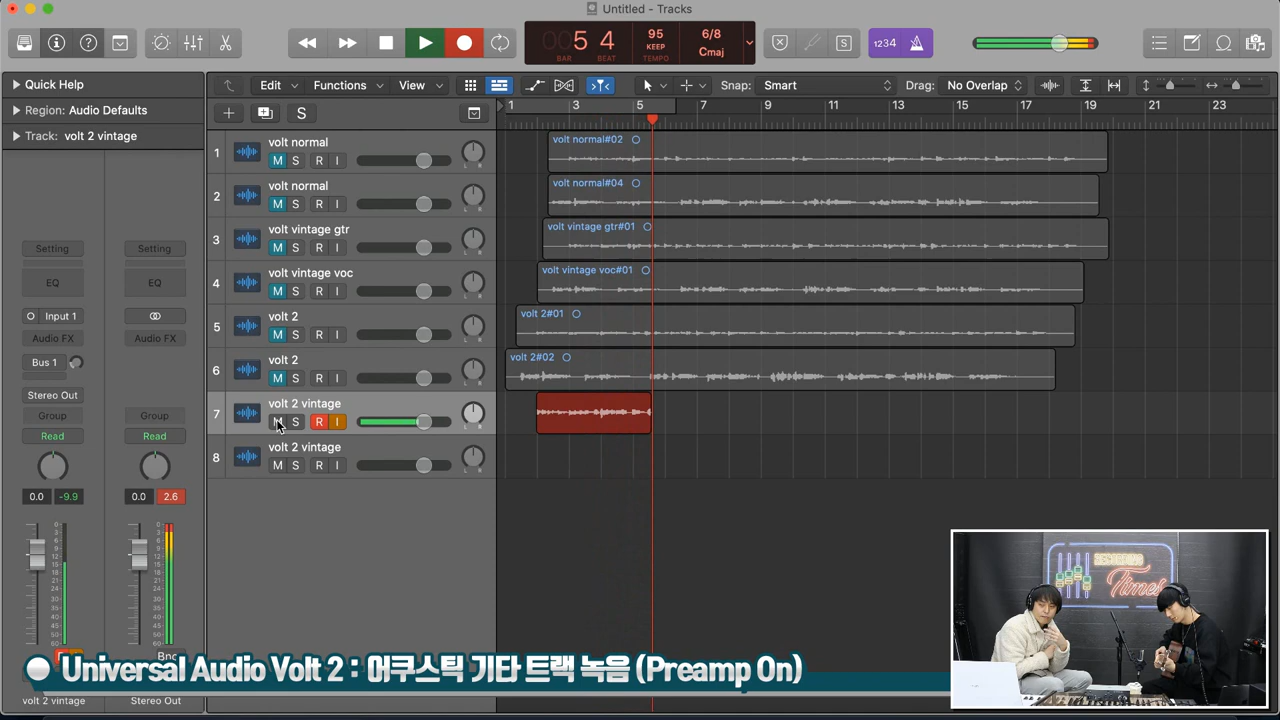 Untitled - Tracks
005 4
BAR BEAT
95
KEEP
TEMPO
6/8
Cmaj
1234
S
Quick Help
Region: Audio Defaults
Track: volt 2 vintage
Edit Functions View Snap: Smart Drag: No Overlap
S
1 3 5 7 9 11 13 15 17 19 21 23
1 volt normal
M S R I
volt normal#02
2 volt normal
M S R I
volt normal#04
3 volt vintage gtr
M S R I
volt vintage gtr#01
4 volt vintage voc
M S R I
volt vintage voc#01
5 volt 2
M S R I
volt 2#01
6 volt 2
M S R I
volt 2#02
7 volt 2 vintage
M S R I
8 volt 2 vintage
M S R I
Setting Setting
EQ EQ
Input 1
Audio FX Audio FX
Bus 1
Stereo Out
Group Group
Read Read
0.0 -9.9 0.0 2.6
Bnc
volt 2 vintage Stereo Out
Universal Audio Volt 2 : 어쿠스틱 기타 트랙 녹음 (Preamp On)
Times